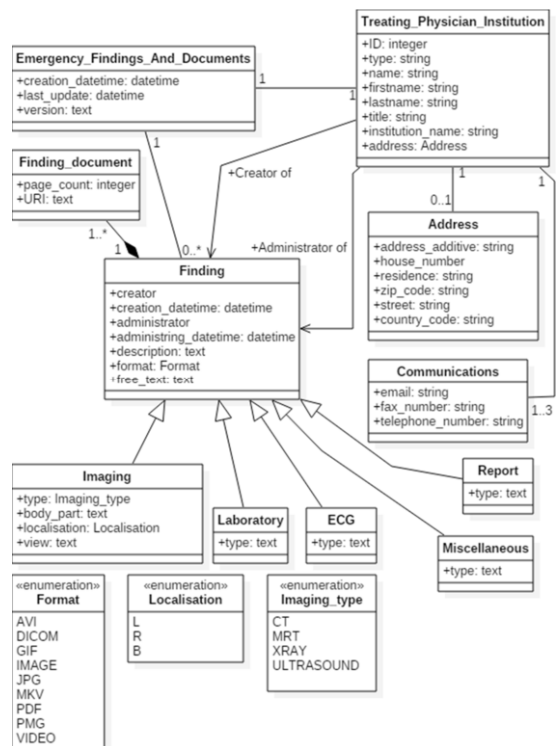 Treating_Physician_Institution
+ID: integer
+type: string
+name: string
+firstname: string
+lastname: string
+title: string
+institution_name: string
+address: Address
Emergency_Findings_And_Documents
+creation_datetime: datetime
+last_update: datetime
+version: text
1
1
1
Finding_document
+page_count: integer
+URI: text
1..*
1
0..*
+Creator of
+Administrator of
1
0..1
1
1..3
Address
+address_additive: string
+house_number
+residence: string
+zip_code: string
+street: string
+country_code: string
Finding
+creator
+creation_datetime: datetime
+administrator
+administring_datetime: datetime
+description: text
+format: Format
+free_text: text
Communications
+email: string
+fax_number: string
+telephone_number: string
Imaging
+type: Imaging_type
+body_part: text
+localisation: Localisation
+view: text
Laboratory
+type: text
ECG
+type: text
Report
+type: text
Miscellaneous
+type: text
«enumeration»
Format
AVI
DICOM
GIF
IMAGE
JPG
MKV
PDF
PMG
VIDEO
«enumeration»
Localisation
L
R
B
«enumeration»
Imaging_type
CT
MRT
XRAY
ULTRASOUND